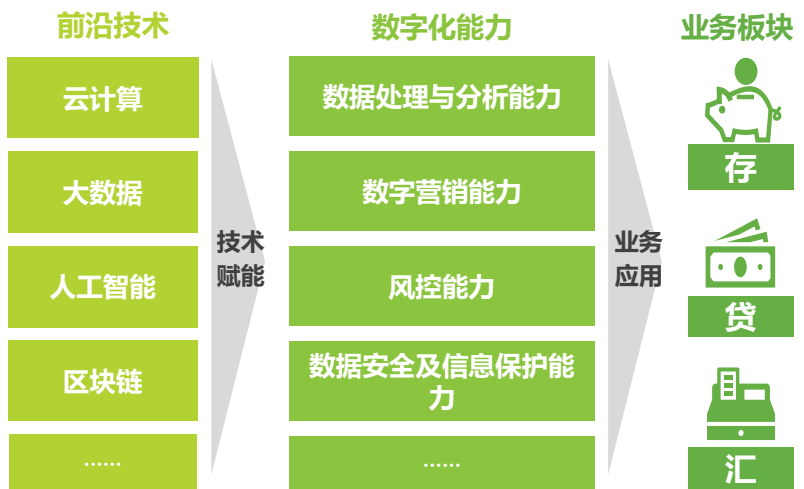 前沿技术
数字化能力
业务板块
云计算
大数据
人工智能
区块链
......
技术
赋能
数据处理与分析能力
数字营销能力
风控能力
数据安全及信息保护能
力
......
业务
应用
存
贷
汇